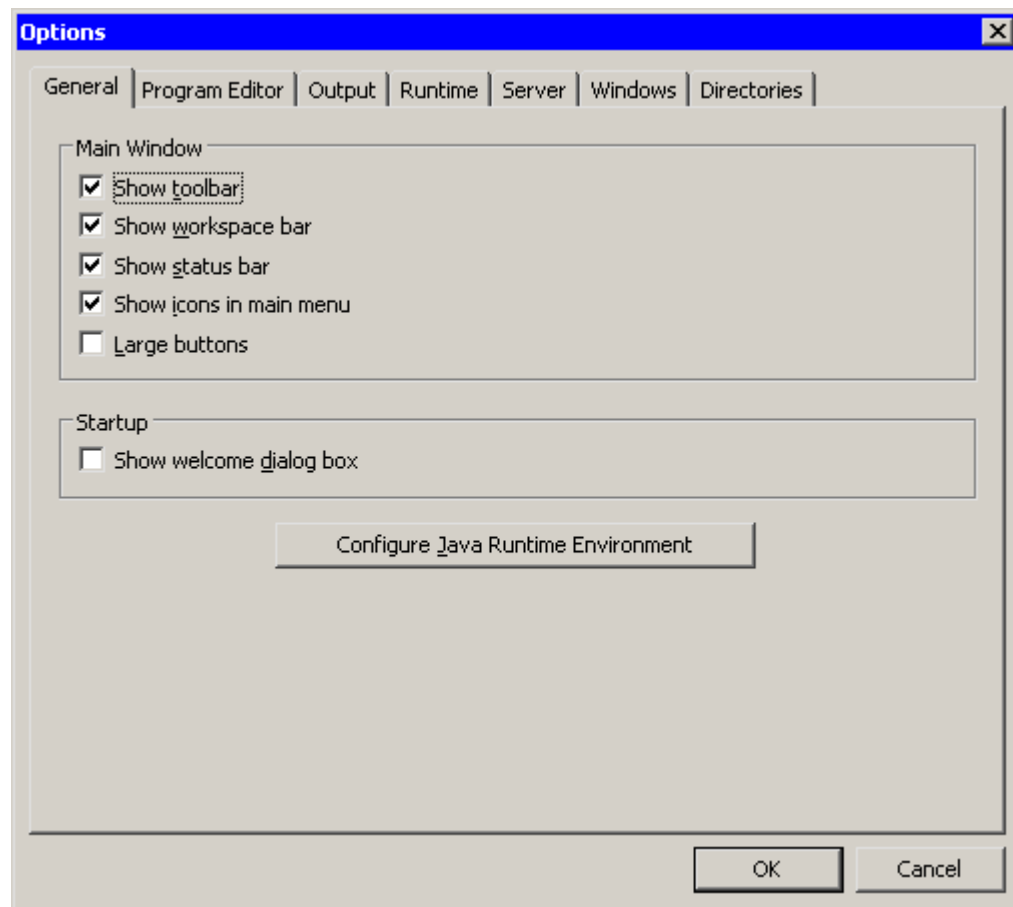 Options
General Program Editor Output Runtime Server Windows Directories
Main Window
Show toolbar
Show workspace bar
Show status bar
Show icons in main menu
Large buttons
Startup
Show welcome dialog box
Configure Java Runtime Environment
OK Cancel